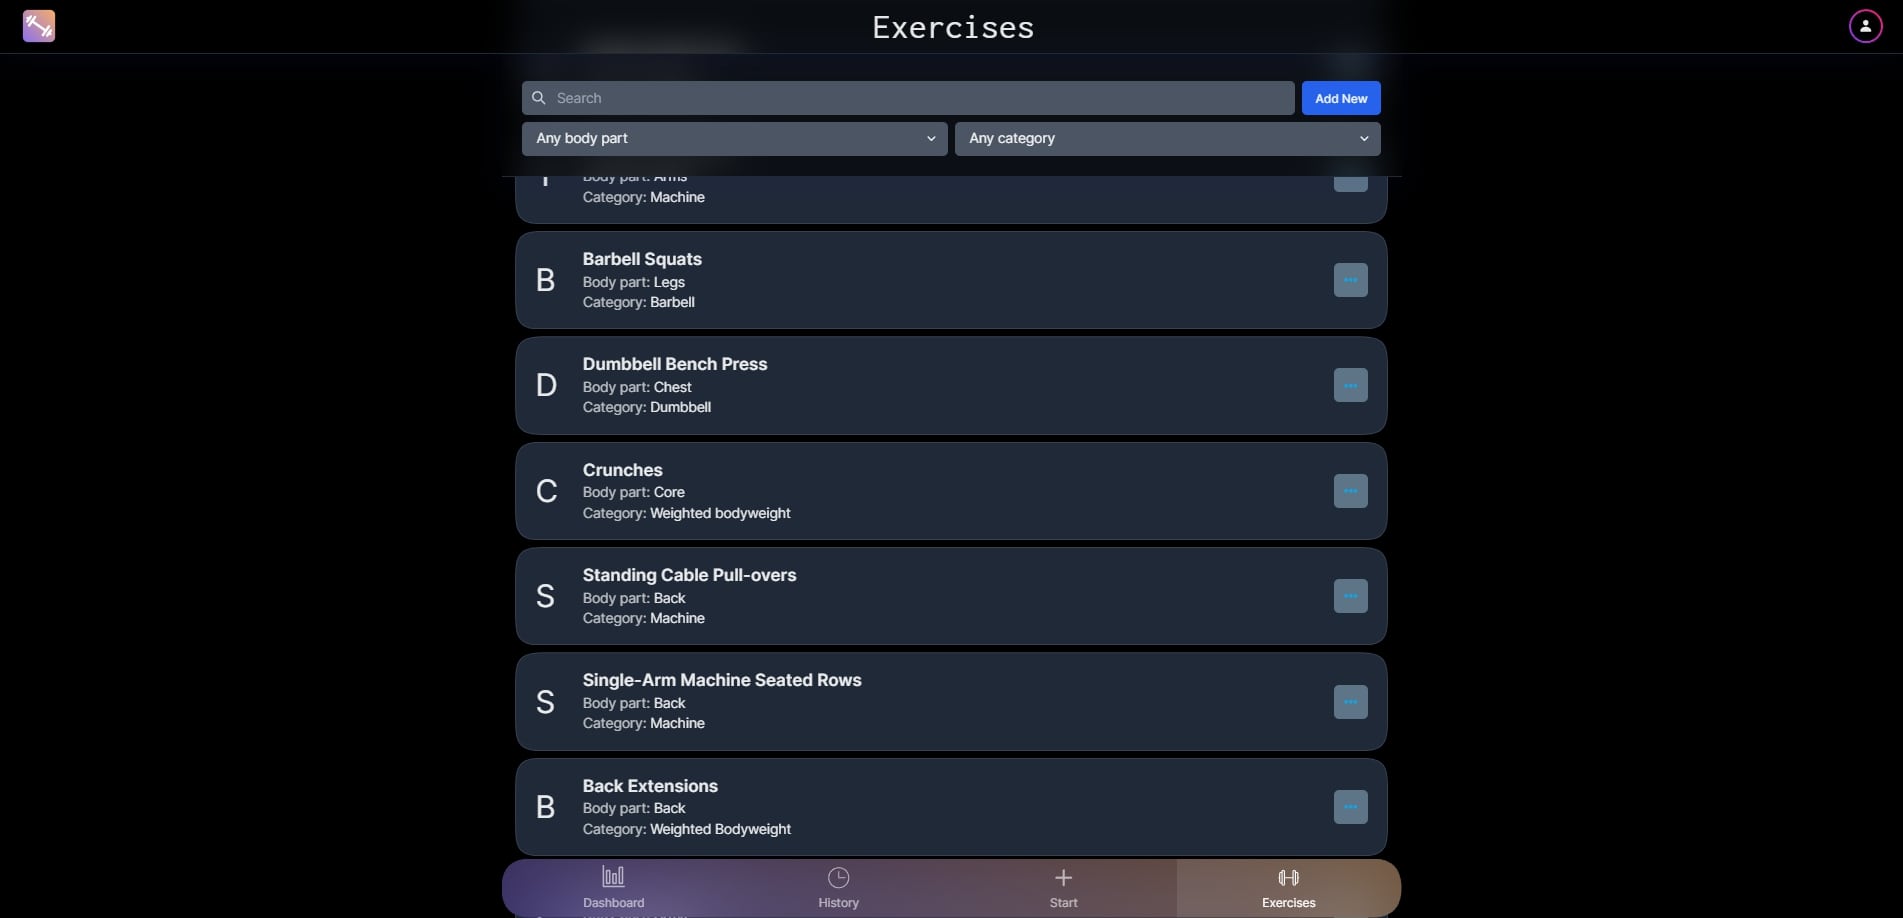 Exercises
Search
Add New
Any body part
Any category
Body part: Arms
Category: Machine
B
Barbell Squats
Body part: Legs
Category: Barbell
D
Dumbbell Bench Press
Body part: Chest
Category: Dumbbell
C
Crunches
Body part: Core
Category: Weighted bodyweight
S
Standing Cable Pull-overs
Body part: Back
Category: Machine
S
Single-Arm Machine Seated Rows
Body part: Back
Category: Machine
B
Back Extensions
Body part: Back
Category: Weighted Bodyweight
Dashboard
History
Start
Exercises